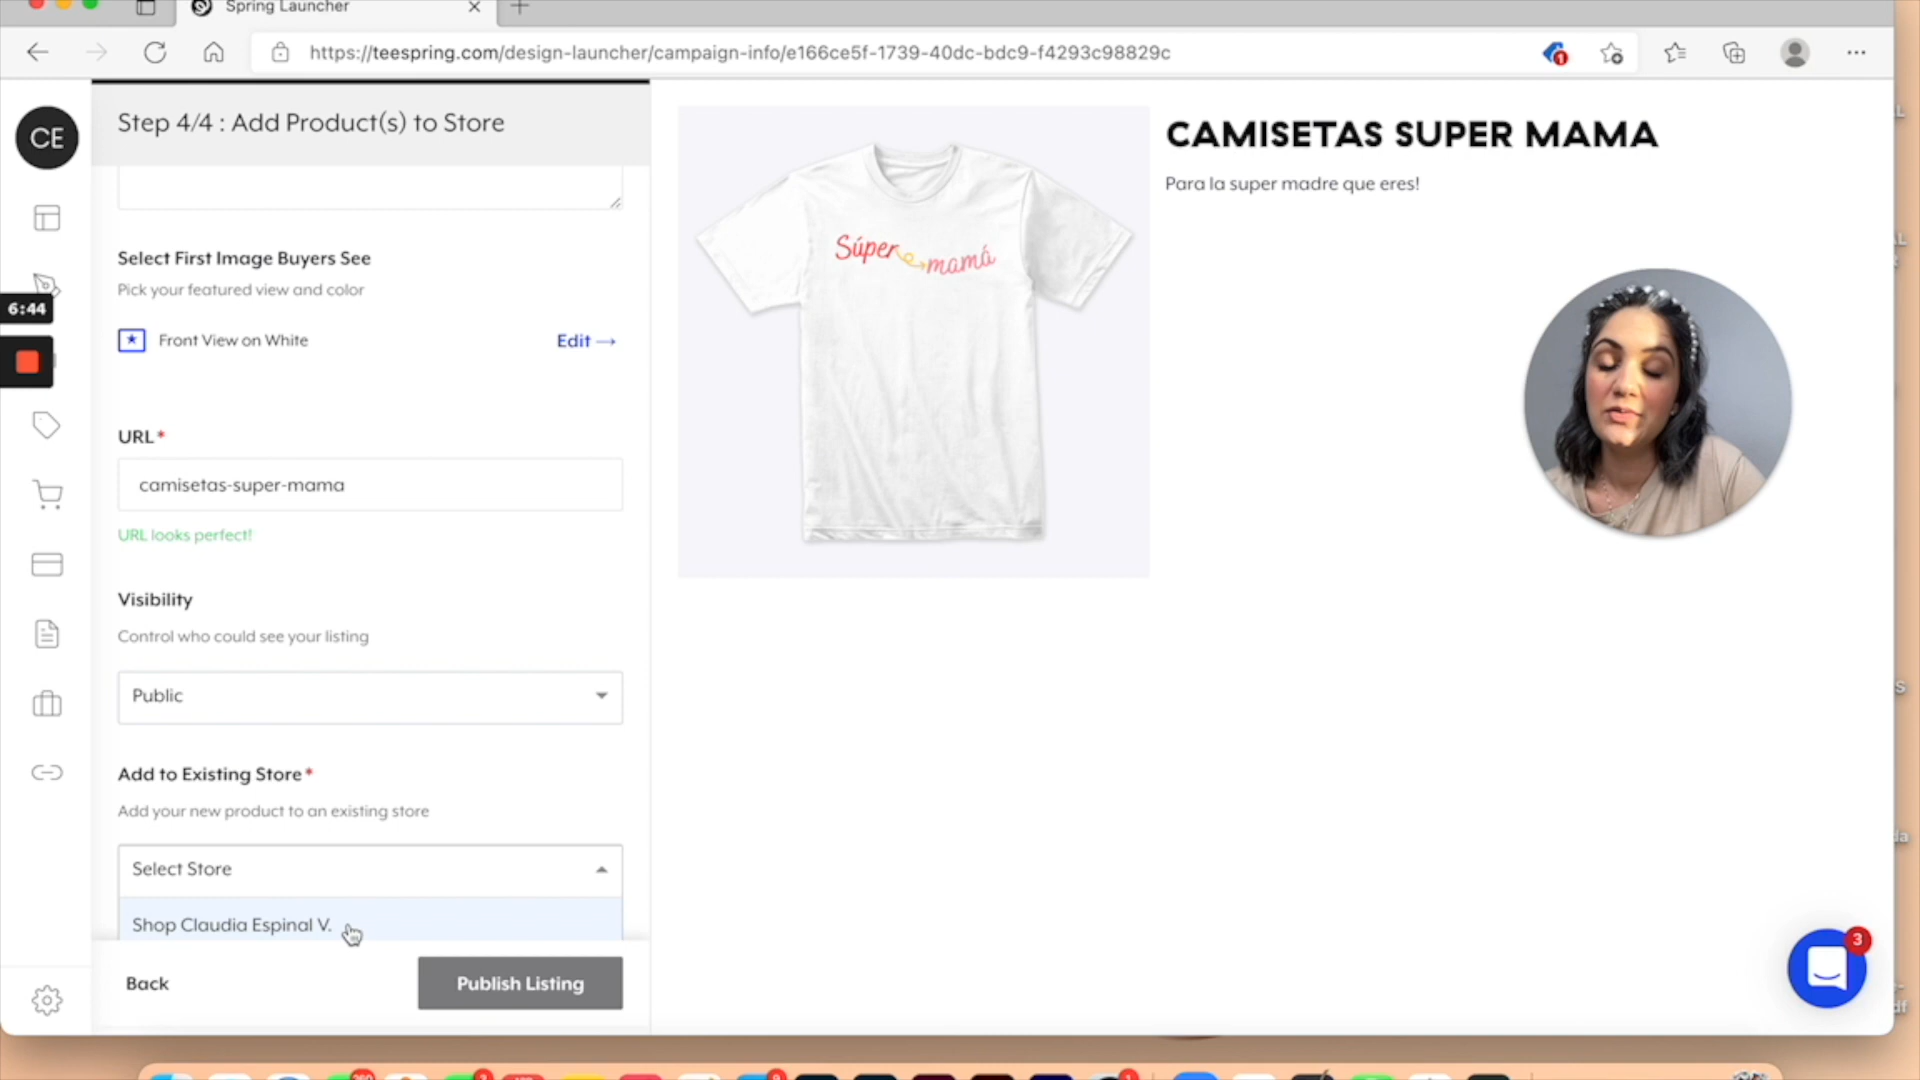 Spring Launcher
https://teespring.com/design-launcher/campaign-info/e166ce5f-1739-40dc-bdc9-f4293c98829c
1
CE
Step 4/4 : Add Product(s) to Store
CAMISETAS SUPER MAMA
Para la super madre que eres!
Súper mamá
Select First Image Buyers See
Pick your featured view and color
6:44
Front View on White
Edit →
URL*
camisetas-super-mama
URL looks perfect!
Visibility
Control who could see your listing
Public
Add to Existing Store*
Add your new product to an existing store
Select Store
Shop Claudia Espinal V.
3
Back
Publish Listing